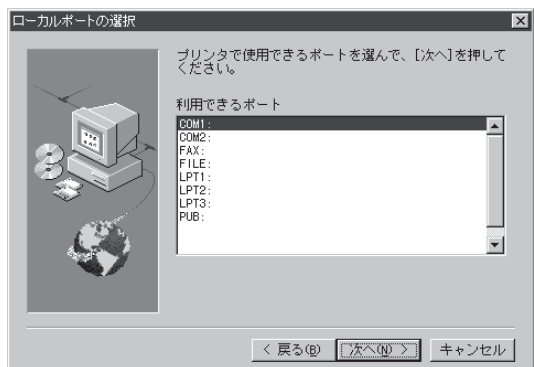 ローカルポートの選択
プリンタで使用できるポートを選んで、[次へ]を押して
ください。
利用できるポート
COM1:
COM2:
FAX:
FILE:
LPT1:
LPT2:
LPT3:
PUB:
< 戻る(B) 次へ(N) > キャンセル